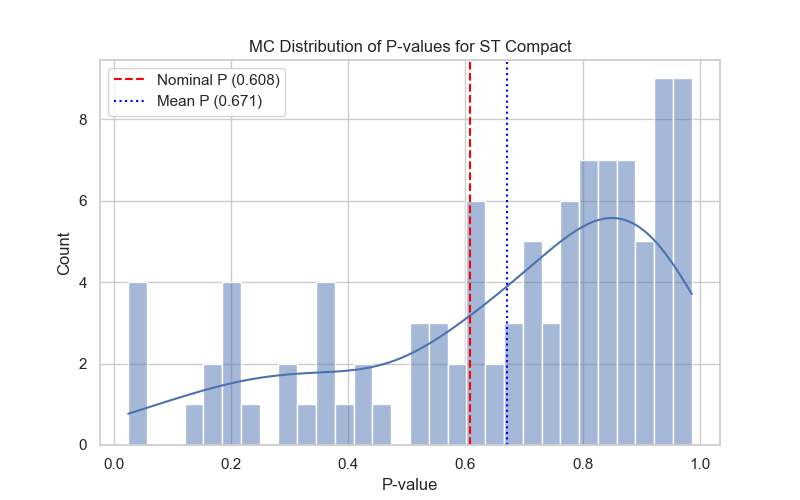 MC Distribution of P-values for ST Compact
Nominal P (0.608)
Mean P (0.671)
Count
8
6
4
2
0
0.0 0.2 0.4 0.6 0.8 1.0
P-value